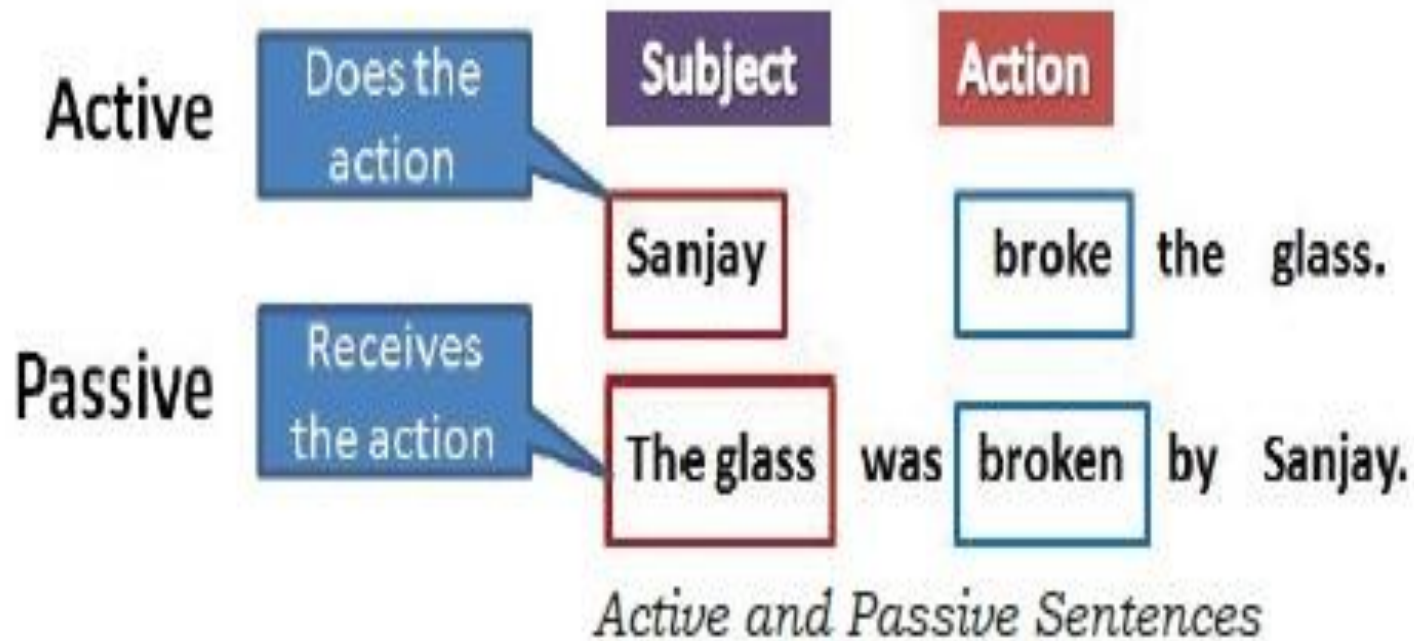 Subject Action
Active Does the
action
Sanjay broke the glass.
Passive Receives
the action
The glass was broken by Sanjay.
Active and Passive Sentences